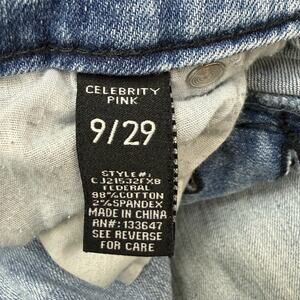 CELEBRITY
PINK
9/29
STYLE#:
CJ21532FXB
FEDERAL
98%COTTON
2%SPANDEX
MADE IN CHINA
RN#: 133647
SEE REVERSE
FOR CARE